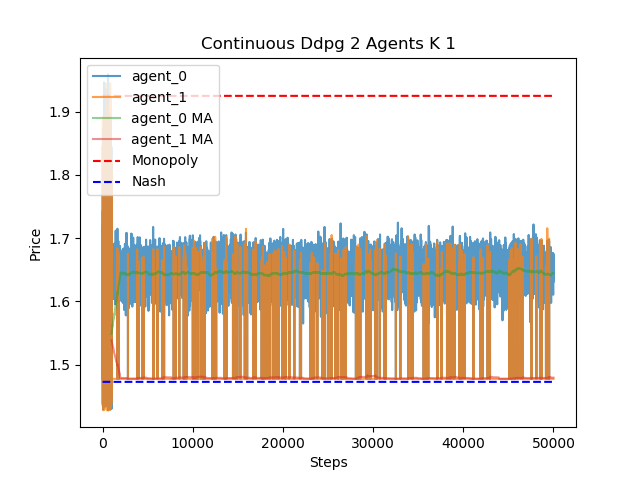 Continuous Ddpg 2 Agents K 1
agent_0
agent_1
agent_0 MA
agent_1 MA
Monopoly
Nash
Price
1.9
1.8
1.7
1.6
1.5
0
10000
20000
30000
40000
50000
Steps